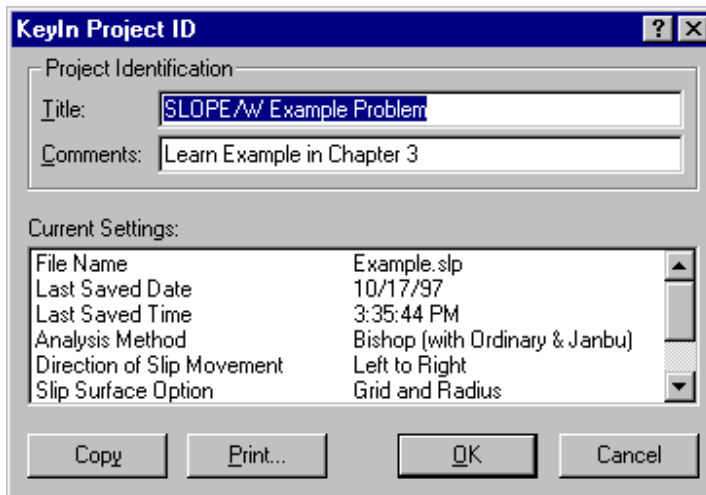 KeyIn Project ID
Project Identification
Title: SLOPE/W Example Problem
Comments: Learn Example in Chapter 3
Current Settings:
File Name Example.slp
Last Saved Date 10/17/97
Last Saved Time 3:35:44 PM
Analysis Method Bishop (with Ordinary & Janbu)
Direction of Slip Movement Left to Right
Slip Surface Option Grid and Radius
Copy Print... OK Cancel